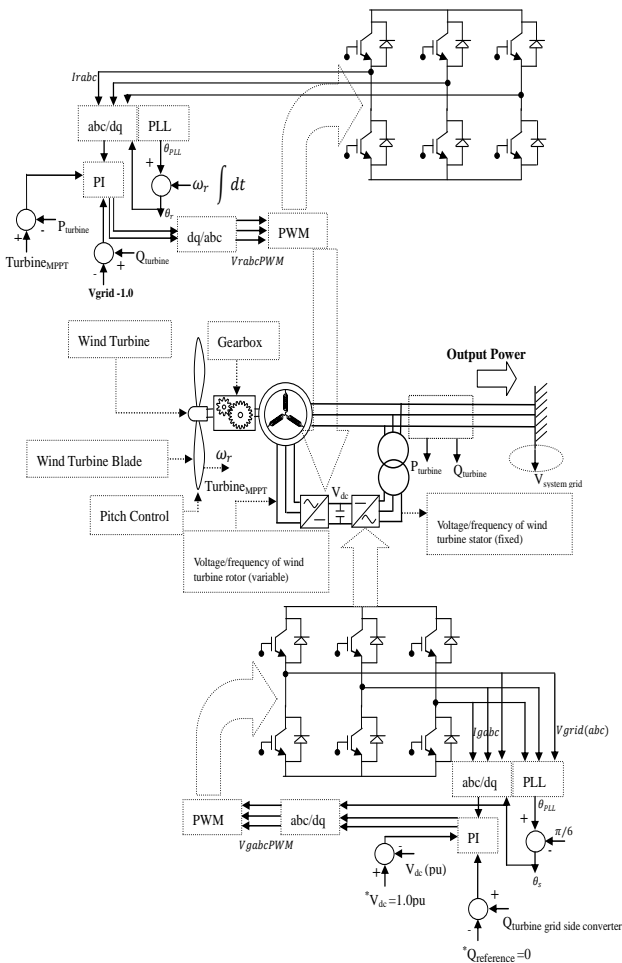 Irabc
abc/dq
PLL
θPLL
+
PI
ωr ∫ dt
-
θr
-
Pturbine
+
TurbineMPPT
dq/abc
VrabcPWM
PWM
+
Qturbine
-
Vgrid -1.0
Wind Turbine
Gearbox
Output Power
Wind Turbine Blade
ωr
TurbineMPPT
Pitch Control
Vdc
Pturbine
Qturbine
Vsystem grid
Voltage/frequency of wind
turbine rotor (variable)
Voltage/frequency of wind
turbine stator (fixed)
Igabc
Vgrid(abc)
abc/dq
PLL
θPLL
+
π/6
-
θs
PWM
VgabcPWM
abc/dq
PI
-
Vdc (pu)
+
*Vdc =1.0pu
+
Qturbine grid side converter
-
*Qreference =0